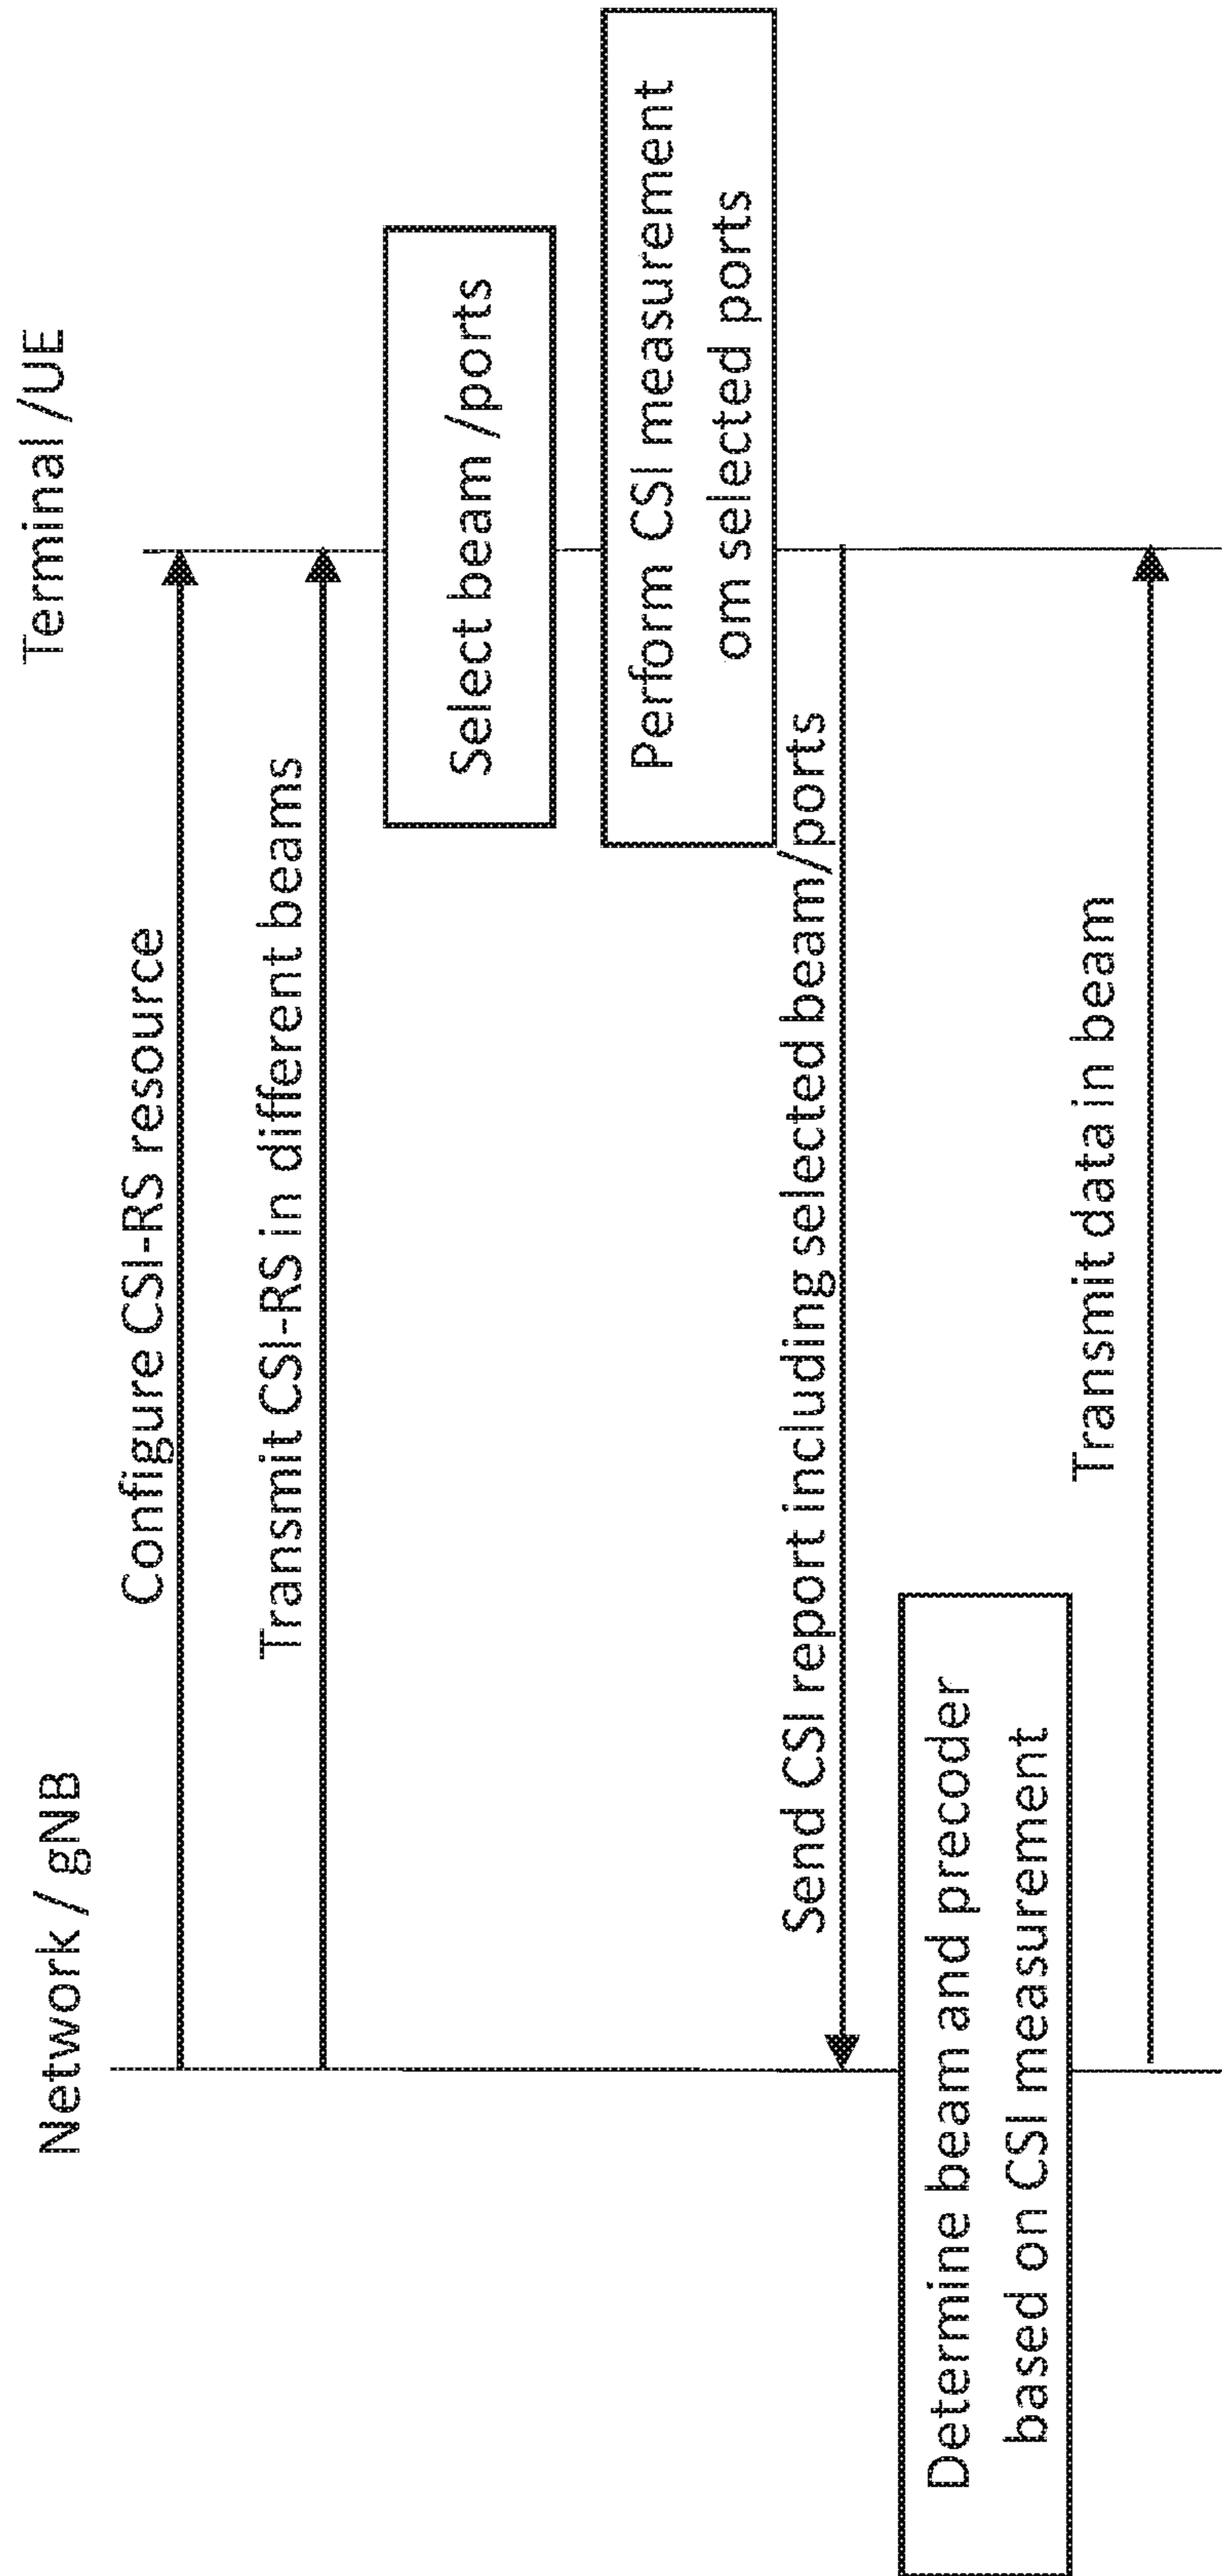 Network / gNB
Terminal /UE
Configure CSI-RS resource
Transmit CSI-RS in different beams
Select beam /ports
Perform CSI measurement
om selected ports
Send CSI report including selected beam/ports
Determine beam and precoder
based on CSI measurement
Transmit data in beam